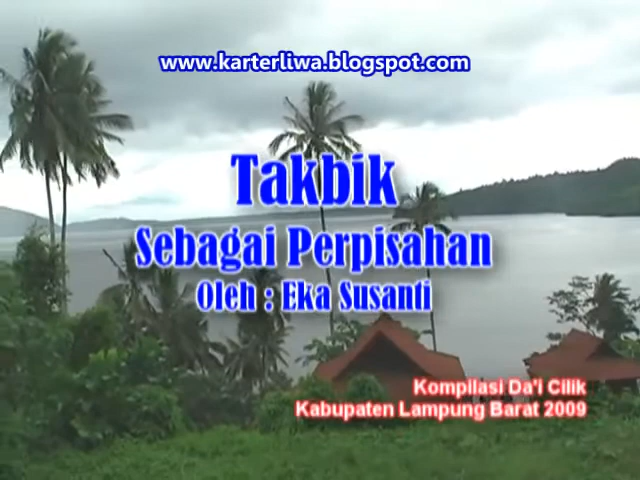 www.karterliwa.blogspot.com
Takbik
Sebagai Perpisahan
Oleh : Eka Susanti
Kompilasi Da'i Cilik
Kabupaten Lampung Barat 2009